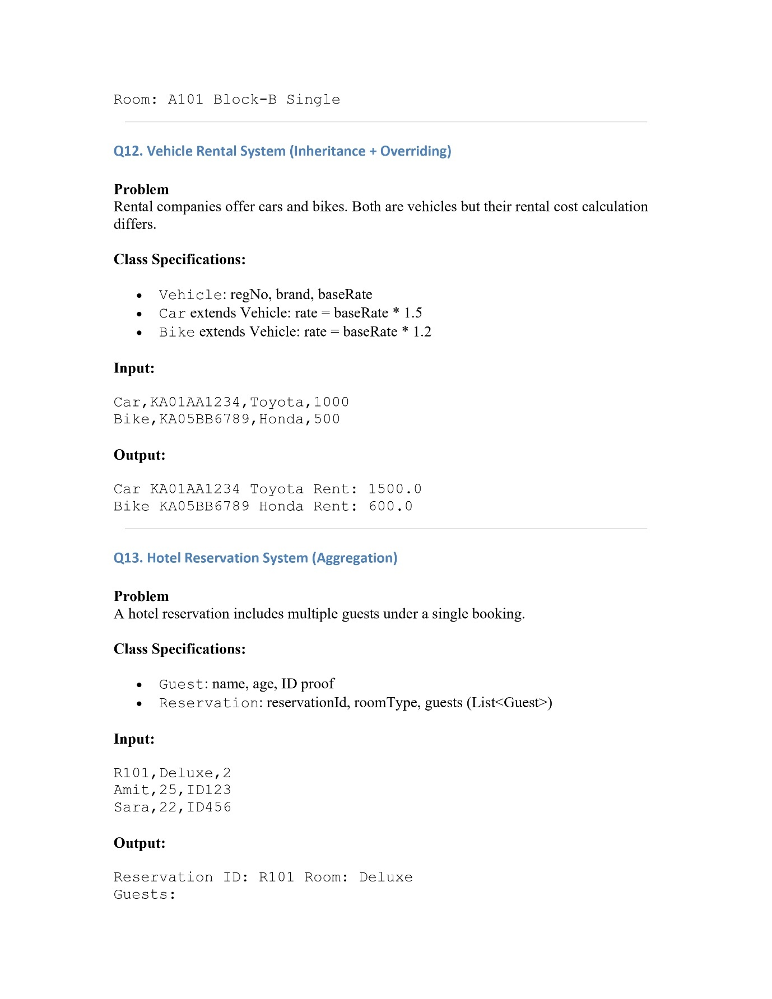 Room: A101 Block-B Single
Q12. Vehicle Rental System (Inheritance + Overriding)
Problem
Rental companies offer cars and bikes. Both are vehicles but their rental cost calculation
differs.
Class Specifications:
• Vehicle: regNo, brand, baseRate
• Car extends Vehicle: rate = baseRate * 1.5
• Bike extends Vehicle: rate = baseRate * 1.2
Input:
Car,KA01AA1234,Toyota,1000
Bike,KA05BB6789,Honda,500
Output:
Car KA01AA1234 Toyota Rent: 1500.0
Bike KA05BB6789 Honda Rent: 600.0
Q13. Hotel Reservation System (Aggregation)
Problem
A hotel reservation includes multiple guests under a single booking.
Class Specifications:
• Guest: name, age, ID proof
• Reservation: reservationId, roomType, guests (List<Guest>)
Input:
R101,Deluxe,2
Amit,25,ID123
Sara,22,ID456
Output:
Reservation ID: R101 Room: Deluxe
Guests: